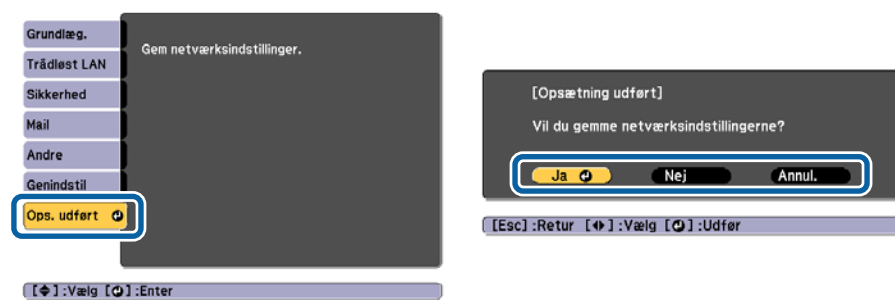 Grundlæg.
Trådløst LAN
Sikkerhed
Mail
Andre
Genindstil
Ops. udført
Gem netværksindstillinger.
[◆]:Vælg [⏎]:Enter
[Opsætning udført]
Vil du gemme netværksindstillingerne?
Ja Nej Annul.
[Esc]:Retur [◆]:Vælg [⏎]:Udfør